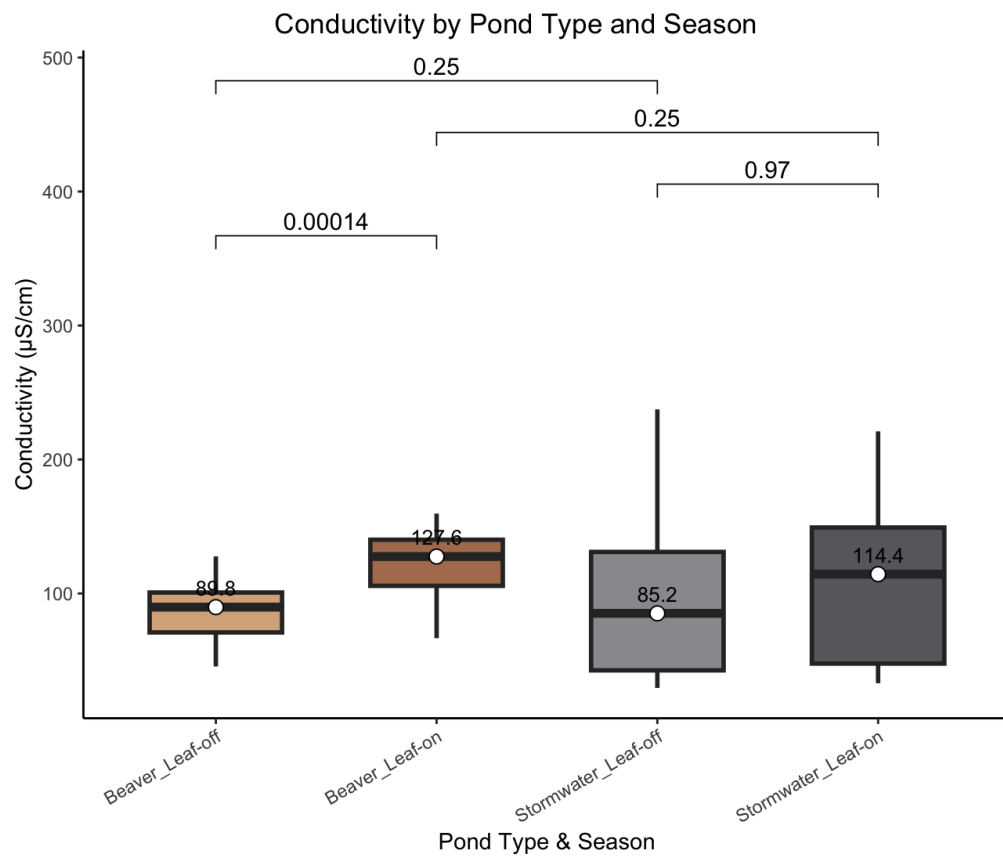 Conductivity by Pond Type and Season
500
400
300
200
100
Conductivity (µS/cm)
0.25
0.25
0.97
0.00014
89.8
127.6
85.2
114.4
Beaver_Leaf-off
Beaver_Leaf-on
Stormwater_Leaf-off
Stormwater_Leaf-on
Pond Type & Season